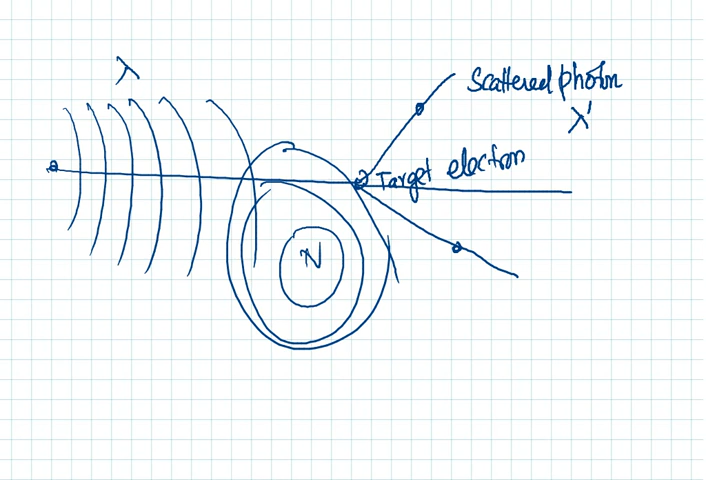 λ
Scattered photon
λ'
Target electron
N